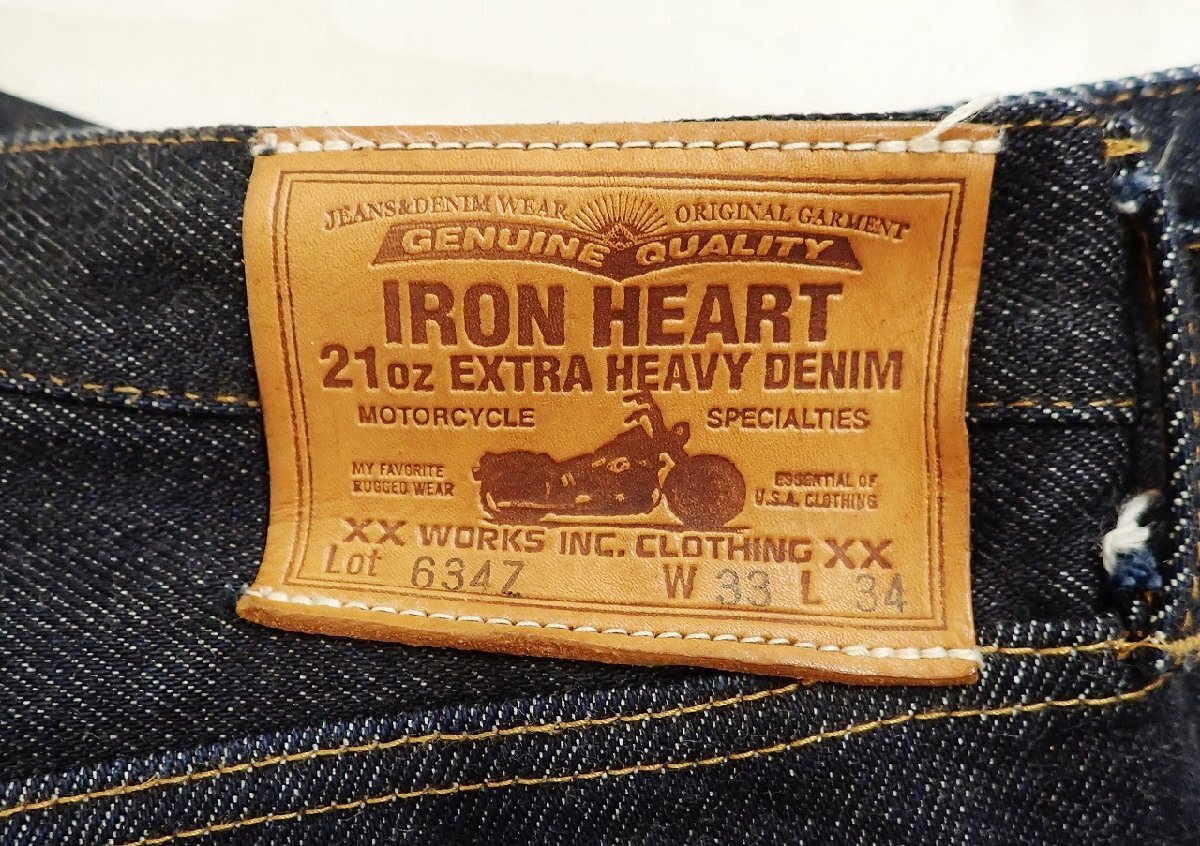 JEANS&DENIM WEAR ORIGINAL GARMENT
GENUINE QUALITY
IRON HEART
21oz EXTRA HEAVY DENIM
MOTORCYCLE SPECIALTIES
MY FAVORITE
RUGGED WEAR
ESSENTIAL OF
U.S.A. CLOTHING
XX WORKS INC. CLOTHING XX
Lot 634Z W 33 L 34